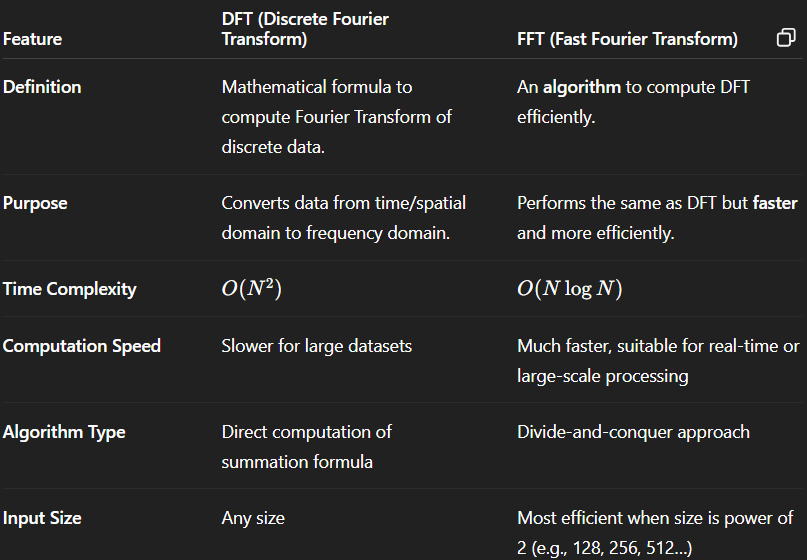 Feature DFT (Discrete Fourier Transform) FFT (Fast Fourier Transform)
Definition Mathematical formula to An algorithm to compute DFT
compute Fourier Transform of efficiently.
discrete data.
Purpose Converts data from time/spatial Performs the same as DFT but faster
domain to frequency domain. and more efficiently.
Time Complexity O(N²) O(N log N)
Computation Speed Slower for large datasets Much faster, suitable for real-time or
large-scale processing
Algorithm Type Direct computation of Divide-and-conquer approach
summation formula
Input Size Any size Most efficient when size is power of
2 (e.g., 128, 256, 512...)